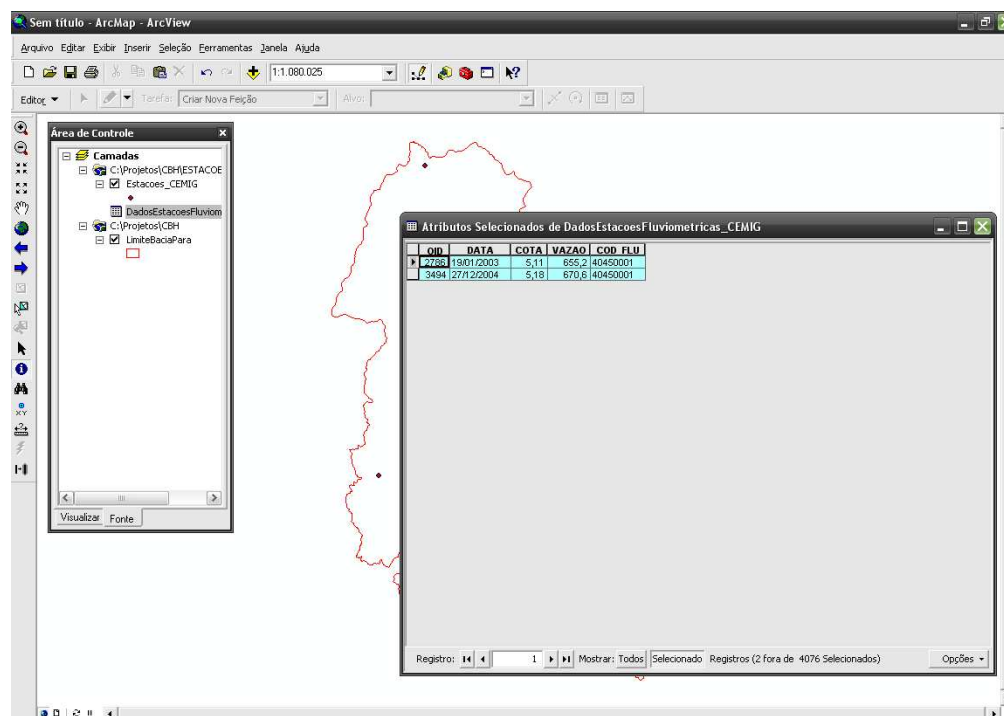 Sem título - ArcMap - ArcView
Arquivo Editar Exibir Inserir Seleção Ferramentas Janela Ajuda
1:1.080.025
Editor Tarefa: Criar Nova Feição Alvo:
Área de Controle
Camadas
C:\Projetos\CBH\ESTACOE
Estacoes_CEMIG
DadosEstacoesFluviom
C:\Projetos\CBH
LimiteBaciaPara
Visualizar Fonte
Atributos Selecionados de DadosEstacoesFluviometricas_CEMIG
OID DATA COTA VAZAO COD_FLU
2786 19/01/2003 5,11 655,2 40450001
3494 27/12/2004 5,18 670,6 40450001
Registro: 1 Mostrar: Todos Selecionado Registros (2 fora de 4076 Selecionados) Opções